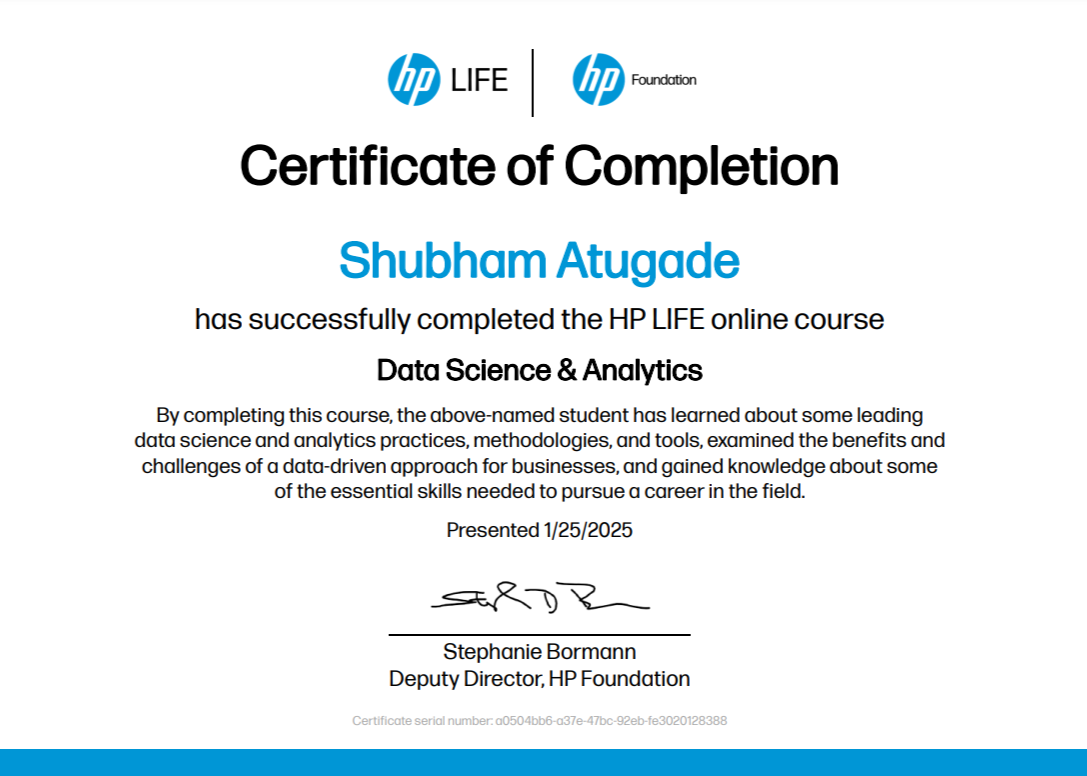 hp LIFE | hp Foundation
Certificate of Completion
Shubham Atugade
has successfully completed the HP LIFE online course
Data Science & Analytics
By completing this course, the above-named student has learned about some leading
data science and analytics practices, methodologies, and tools, examined the benefits and
challenges of a data-driven approach for businesses, and gained knowledge about some
of the essential skills needed to pursue a career in the field.
Presented 1/25/2025
Stephanie Bormann
Deputy Director, HP Foundation
Certificate serial number: a0504bb6-a37e-47bc-92eb-fe3020128388